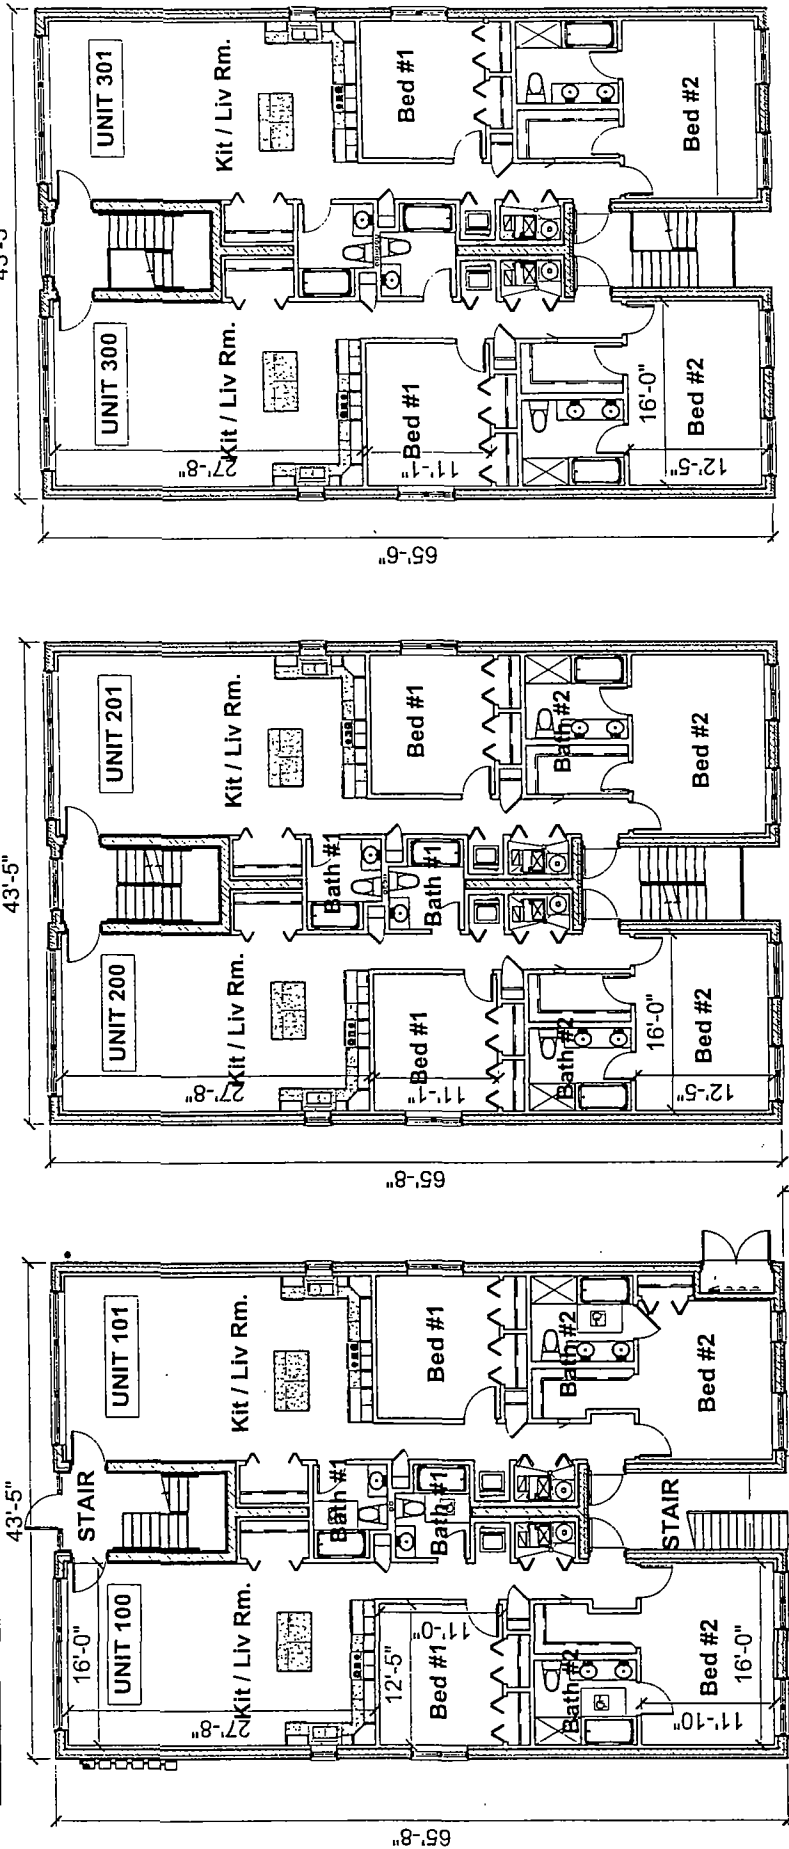 43'-5"
UNIT 301
Kit / Liv Rm.
Bed #1
Bed #2
UNIT 300
Kit / Liv Rm.
27'-8"
Bed #1
11'-1"
Bed #2
16'-0"
12'-5"
65'-6"
43'-5"
UNIT 201
Kit / Liv Rm.
Bed #1
Bath #2
Bed #2
Bath #1
Bath #1
UNIT 200
Kit / Liv Rm.
27'-8"
Bed #1
11'-1"
Bath #2
16'-0"
Bed #2
12'-5"
65'-8"
43'-5"
UNIT 101
Kit / Liv Rm.
Bed #1
Bath #2
Bed #2
STAIR
Bath #1
Bath #1
STAIR
16'-0"
UNIT 100
Kit / Liv Rm.
27'-8"
12'-5"
11'-0"
Bed #1
Bath #2
Bed #2
16'-0"
11'-10"
65'-8"